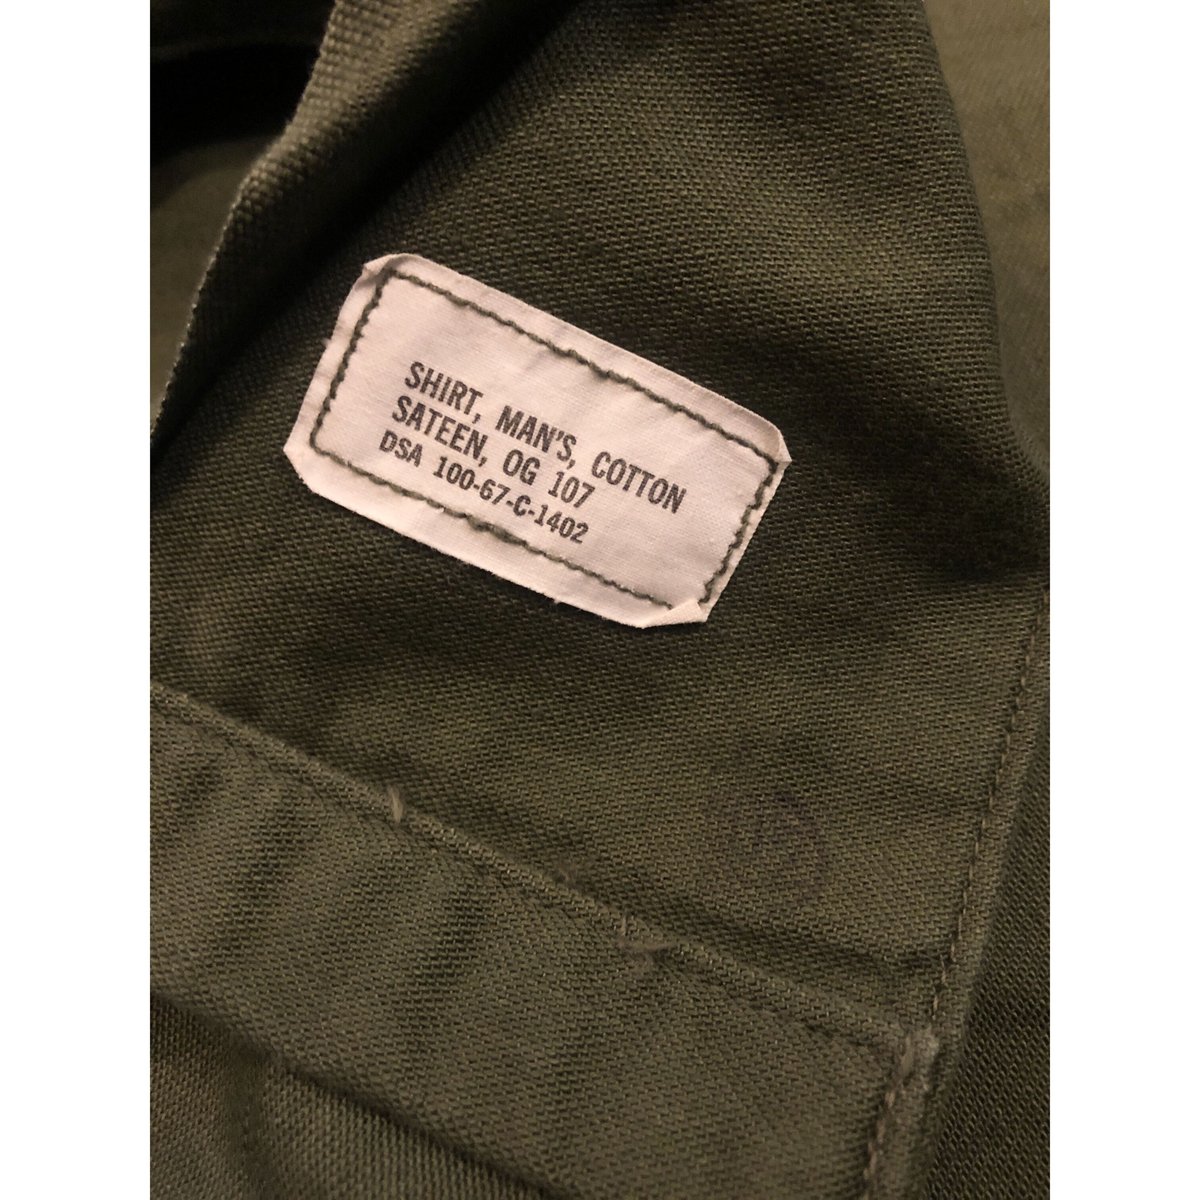 SHIRT, MAN'S, COTTON
SATEEN, OG 107
DSA 100-67-C-1402